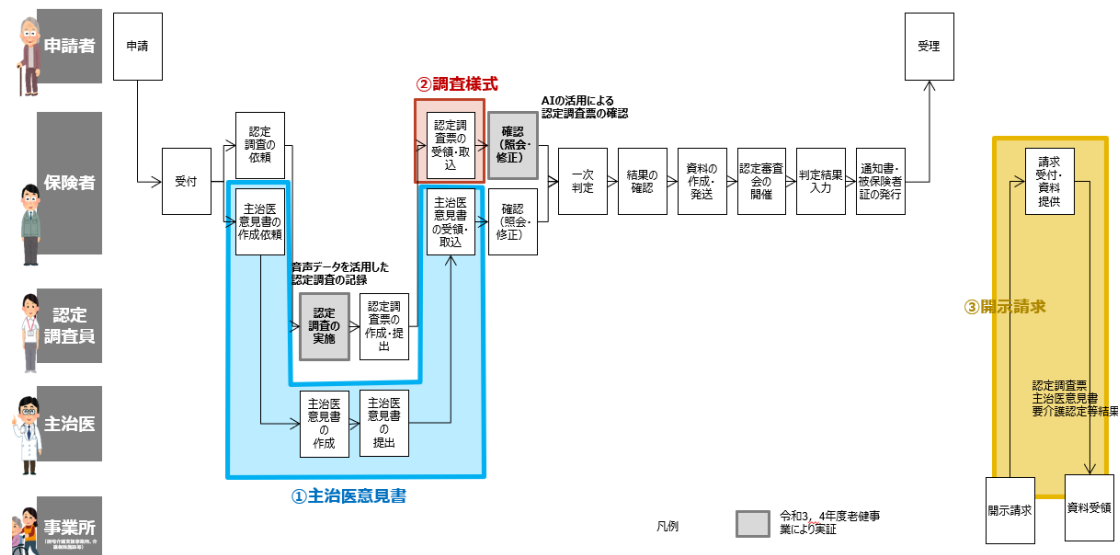 申請者
申請
受理
②調査様式
AIの活用による
認定調査票の確認
保険者
受付
認定
調査の
依頼
主治医
意見書の
作成依頼
認定調
査票の
受領・取
込
確認
（照会・
修正）
主治医
意見書
の受領・
取込
確認
（照会・
修正）
一次
判定
結果の
確認
資料の
作成・
発送
認定審査
会の
開催
判定結果
入力
通知書・
被保険者
証の発行
請求
受付・資
料
提供
音声データを活用した
認定調査の記録
認定
調査員
認定
調査の
実施
認定調
査票の
作成・提
出
③開示請求
主治医
主治医
意見書
の
作成
主治医
意見書
の
提出
認定調査票
主治医意見書
要介護認定等結果
①主治医意見書
事業所
凡例
令和3，4年度老健事
業により実証
開示請求
資料受領